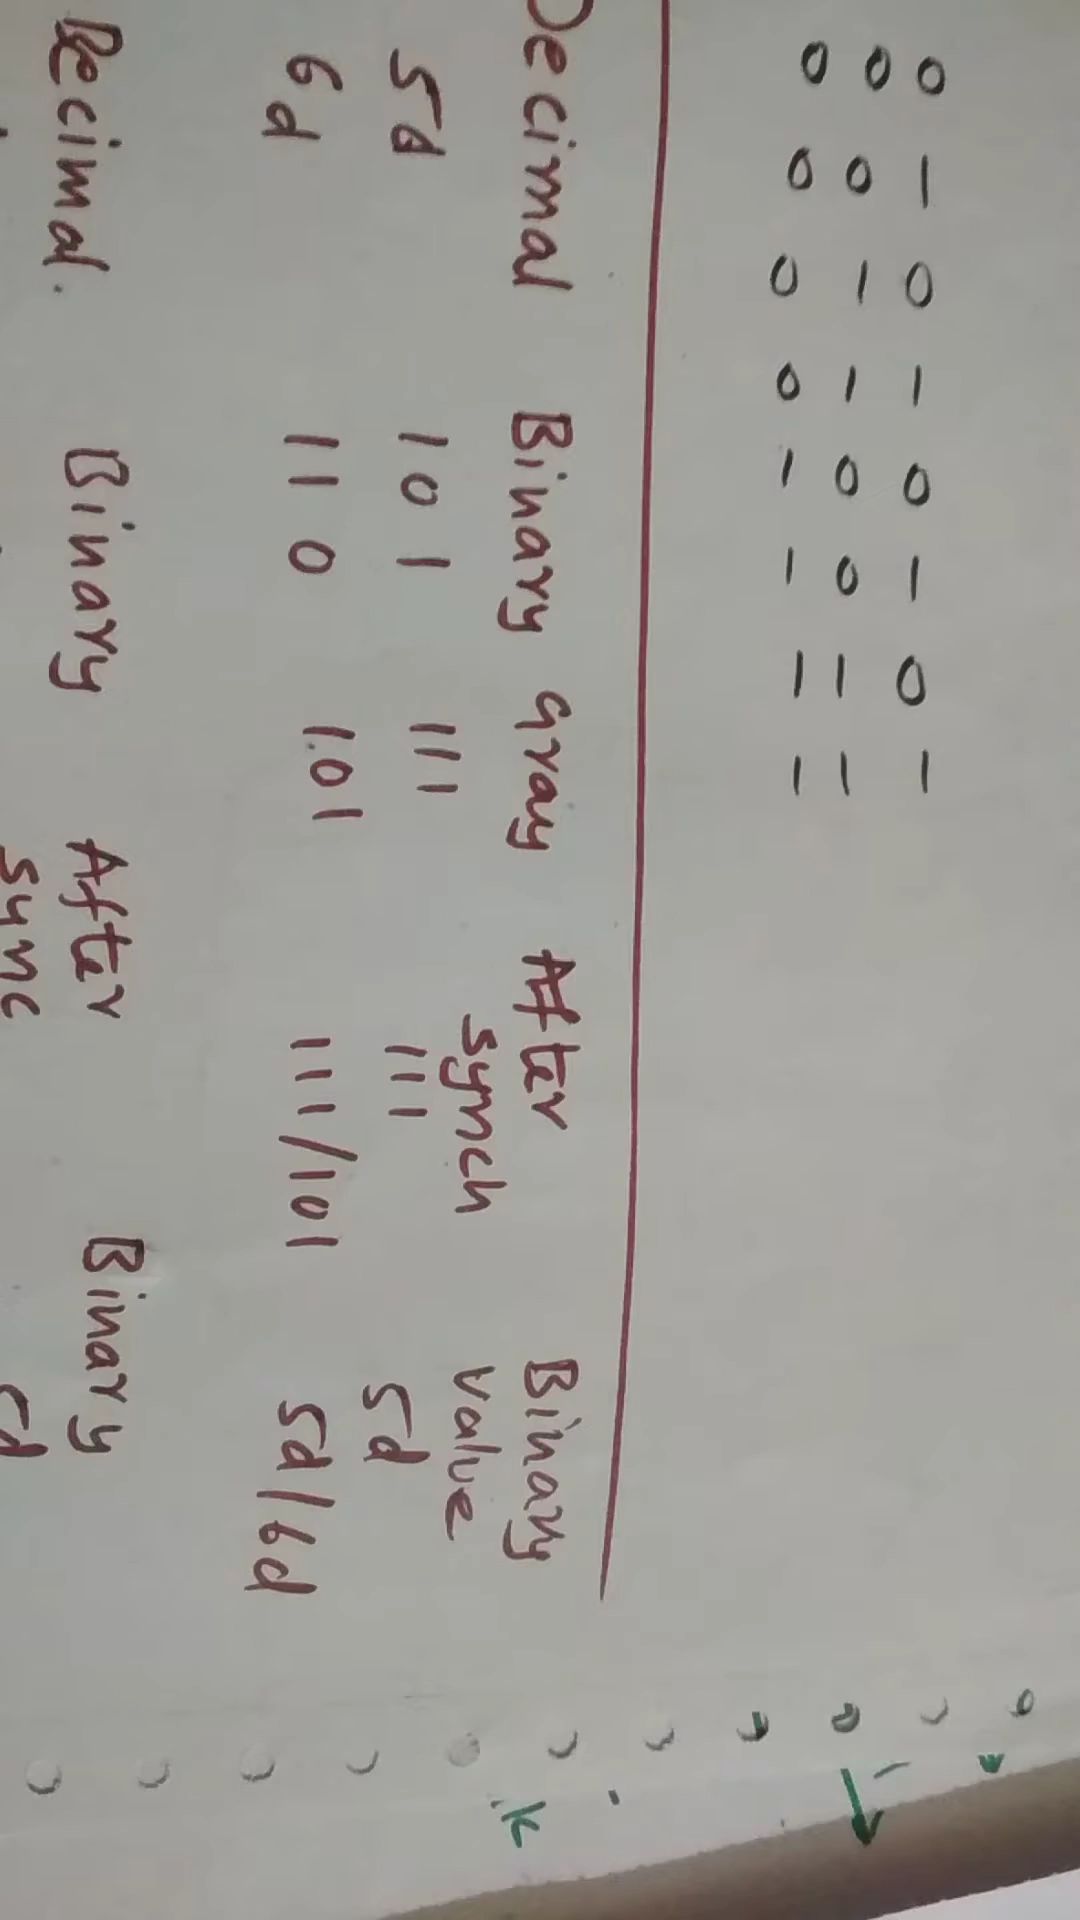 0 0 0
0 0 1
0 1 0
0 1 1
1 0 0
1 0 1
1 1 0
1 1 1
Decimal Binary Gray After Binary
synch value
5d 101 111 111 5d
6d 110 101 111/101 5d/6d
Decimal. Binary After Binary
sync